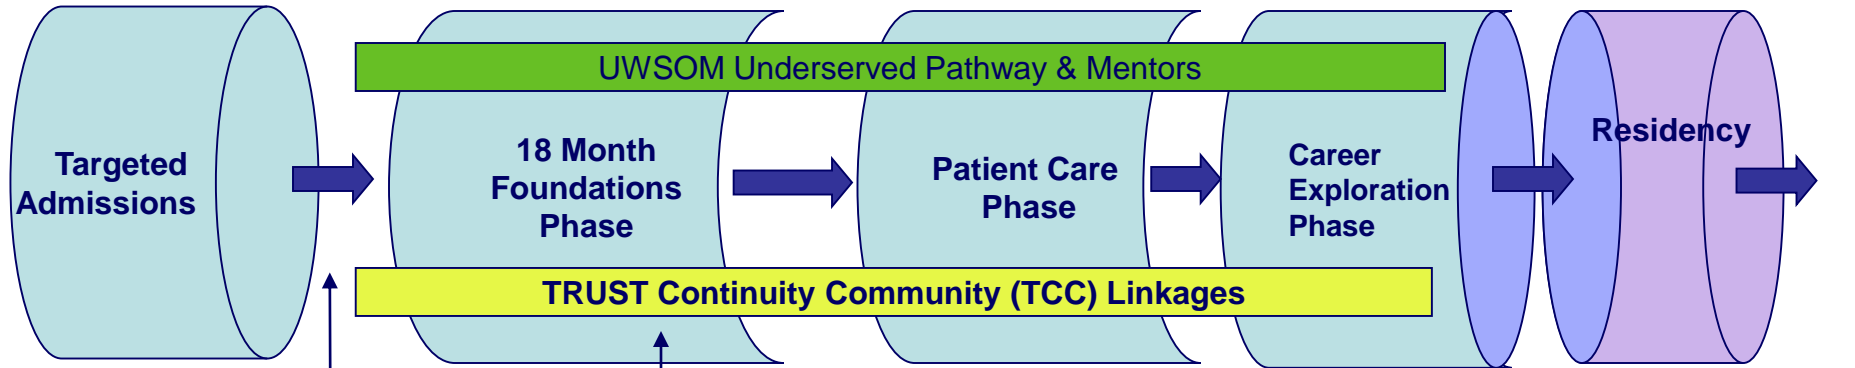 UWSOM Underserved Pathway & Mentors
Targeted
Admissions
18 Month
Foundations
Phase
Patient Care
Phase
Career
Exploration
Phase
Residency
TRUST Continuity Community (TCC) Linkages